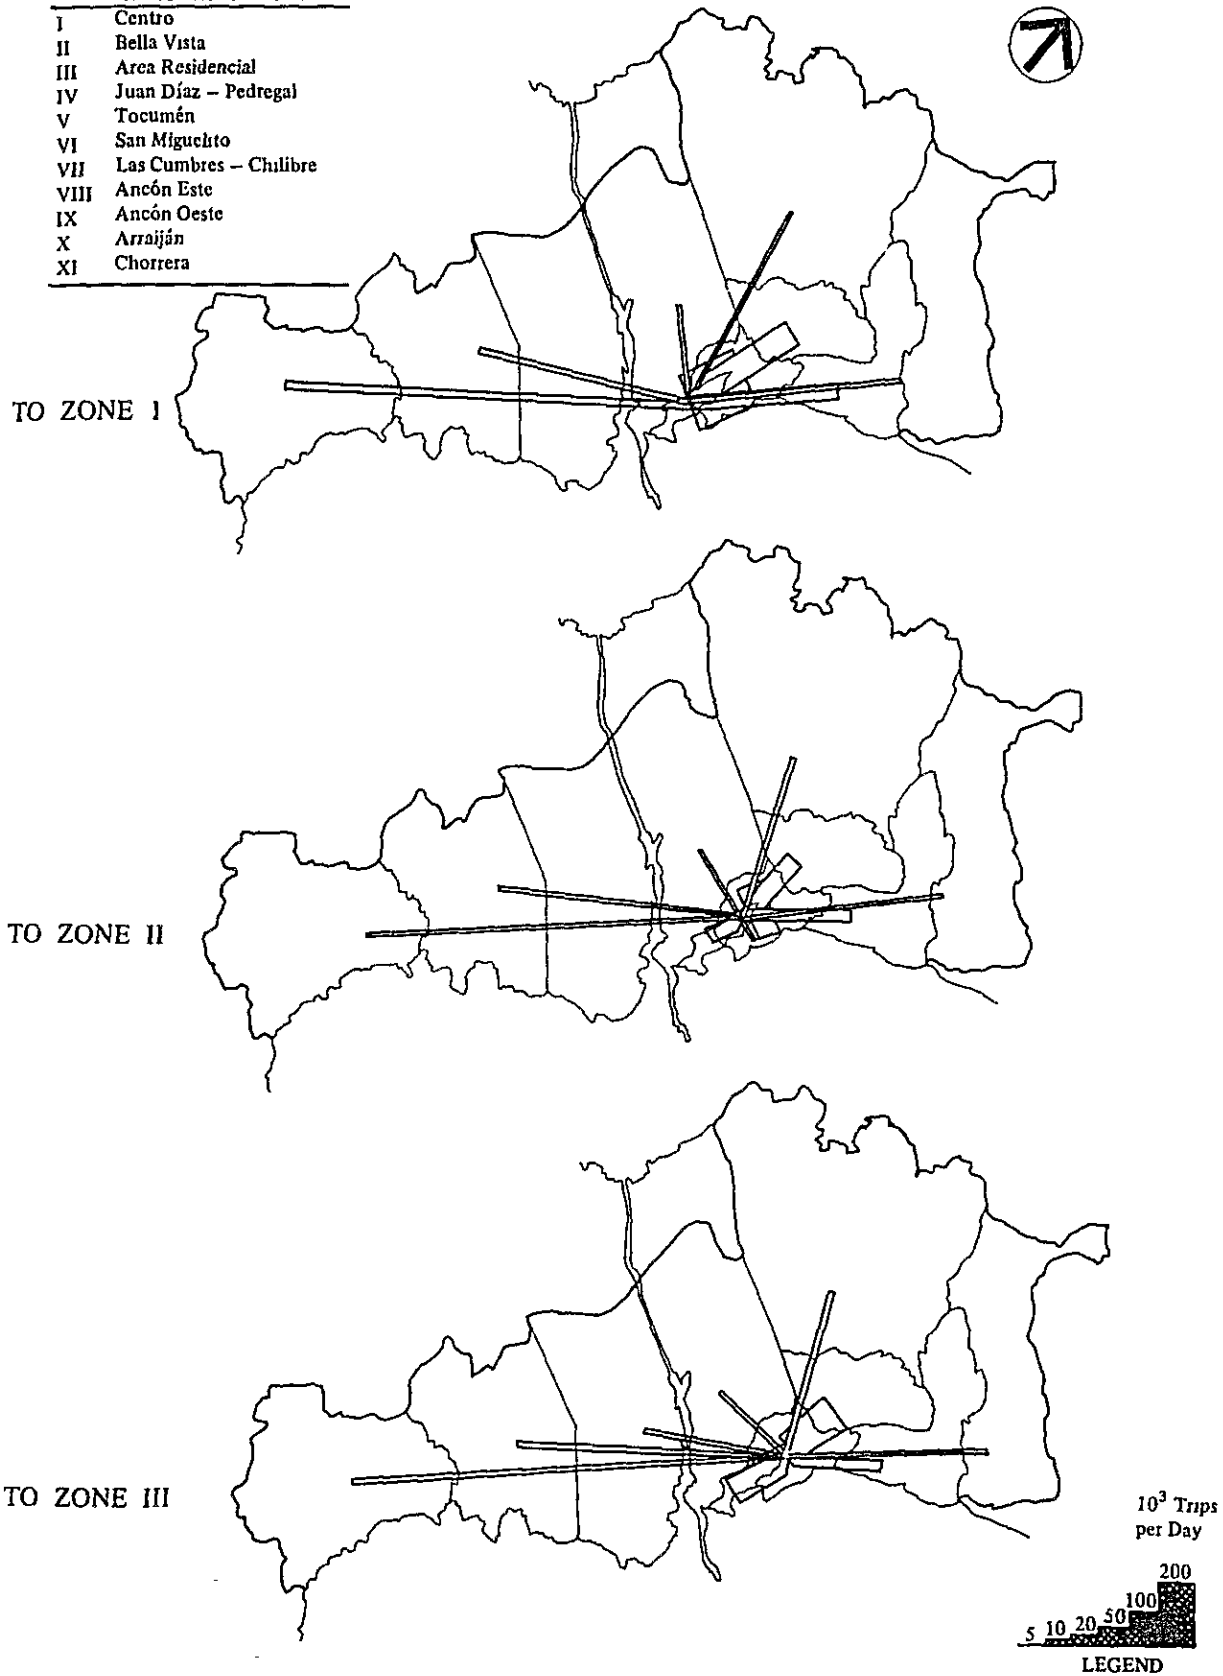 I Centro
II Bella Vista
III Area Residencial
IV Juan Díaz – Pedregal
V Tocumén
VI San Miguelito
VII Las Cumbres – Chilibre
VIII Ancón Este
IX Ancón Oeste
X Arraiján
XI Chorrera
TO ZONE I
TO ZONE II
TO ZONE III
10³ Trips
per Day
5 10 20 50 100 200
LEGEND